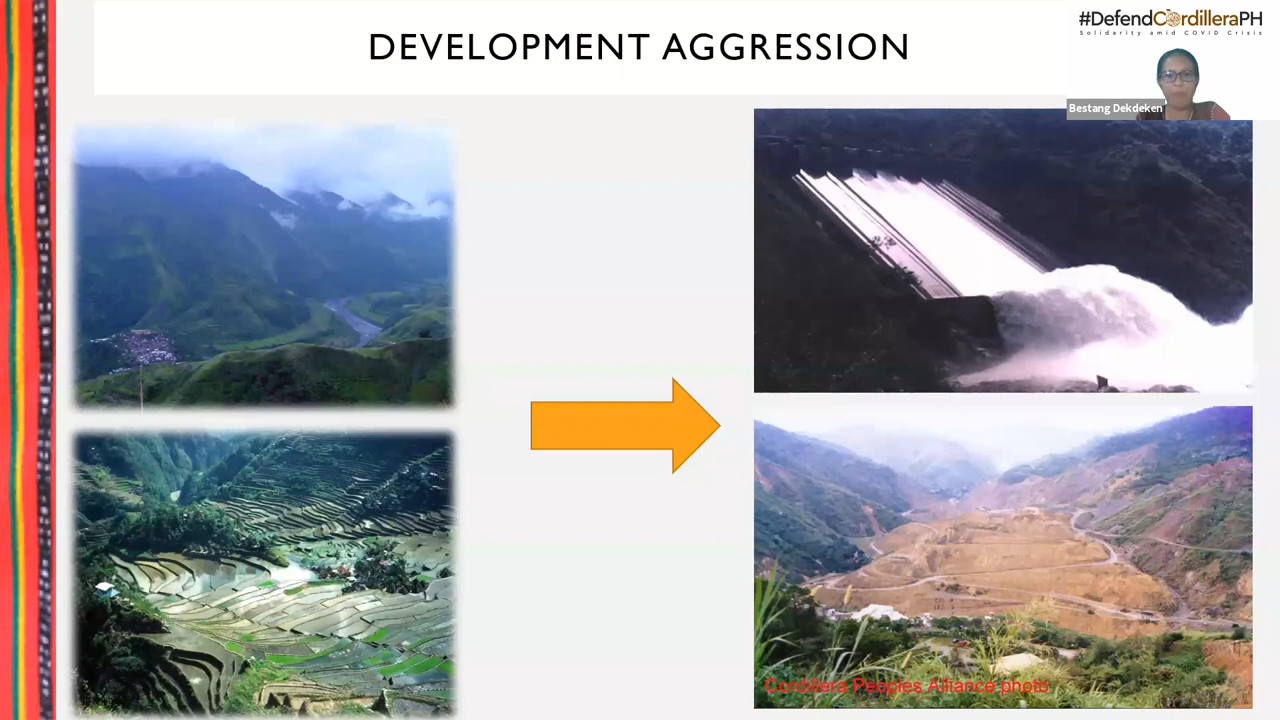 DEVELOPMENT AGGRESSION
#DefendCordilleraPH
Solidarity amid COVID Crisis
Bestang Dekdeken
Cordillera Peoples Alliance photo